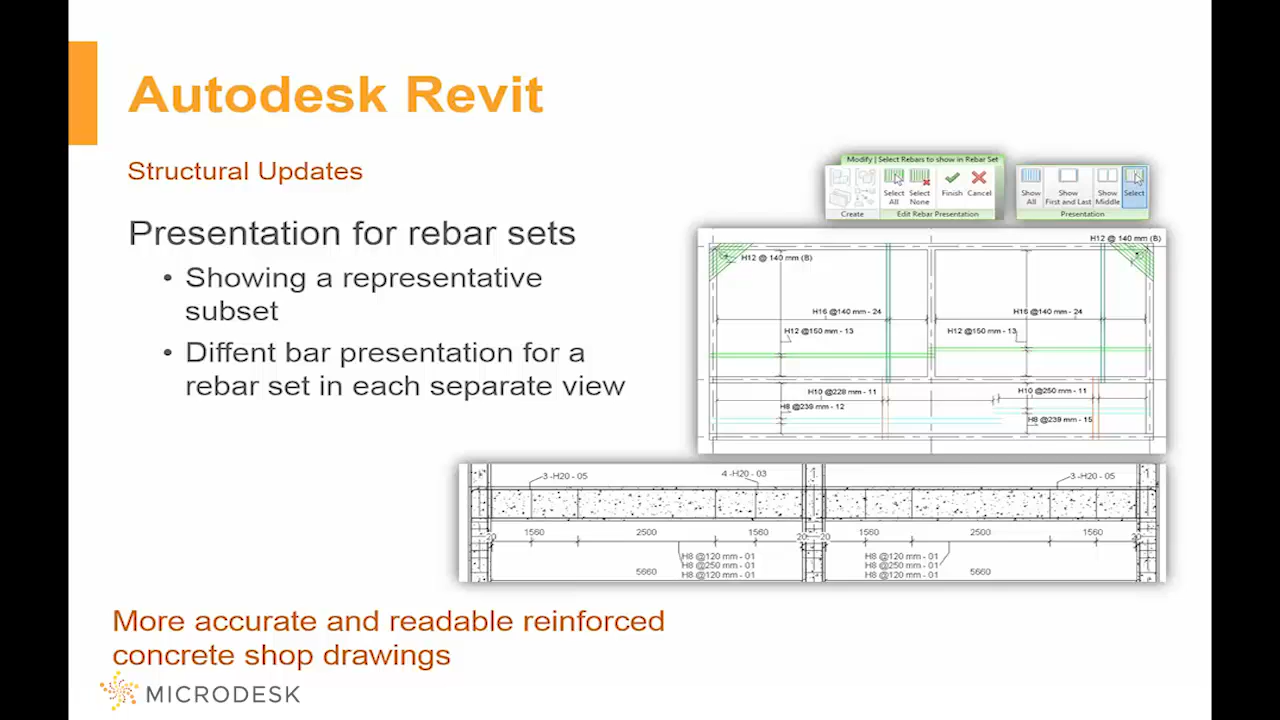 Autodesk Revit
Structural Updates
Presentation for rebar sets
• Showing a representative
subset
• Diffent bar presentation for a
rebar set in each separate view
Modify | Select Rebars to show in Rebar Set
Select All
Select None
Finish
Cancel
Create
Edit Rebar Presentation
Show All
Show First and Last
Show Middle
Select
Presentation
H12 @ 140 mm (B)
H12 @ 140 mm (B)
H16 @140 mm - 24
H16 @140 mm - 24
H12 @150 mm - 13
H12 @150 mm - 13
H10 @228 mm - 11
H10 @250 mm - 11
H8 @239 mm - 12
H8 @239 mm - 15
3 -H20 - 05
4 -H20 - 03
3 -H20 - 05
1560
2500
1560
1560
2500
1560
H8 @120 mm - 01
H8 @250 mm - 01
H8 @120 mm - 01
H8 @120 mm - 01
H8 @250 mm - 01
H8 @120 mm - 01
5660
5660
More accurate and readable reinforced
concrete shop drawings
MICRODESK